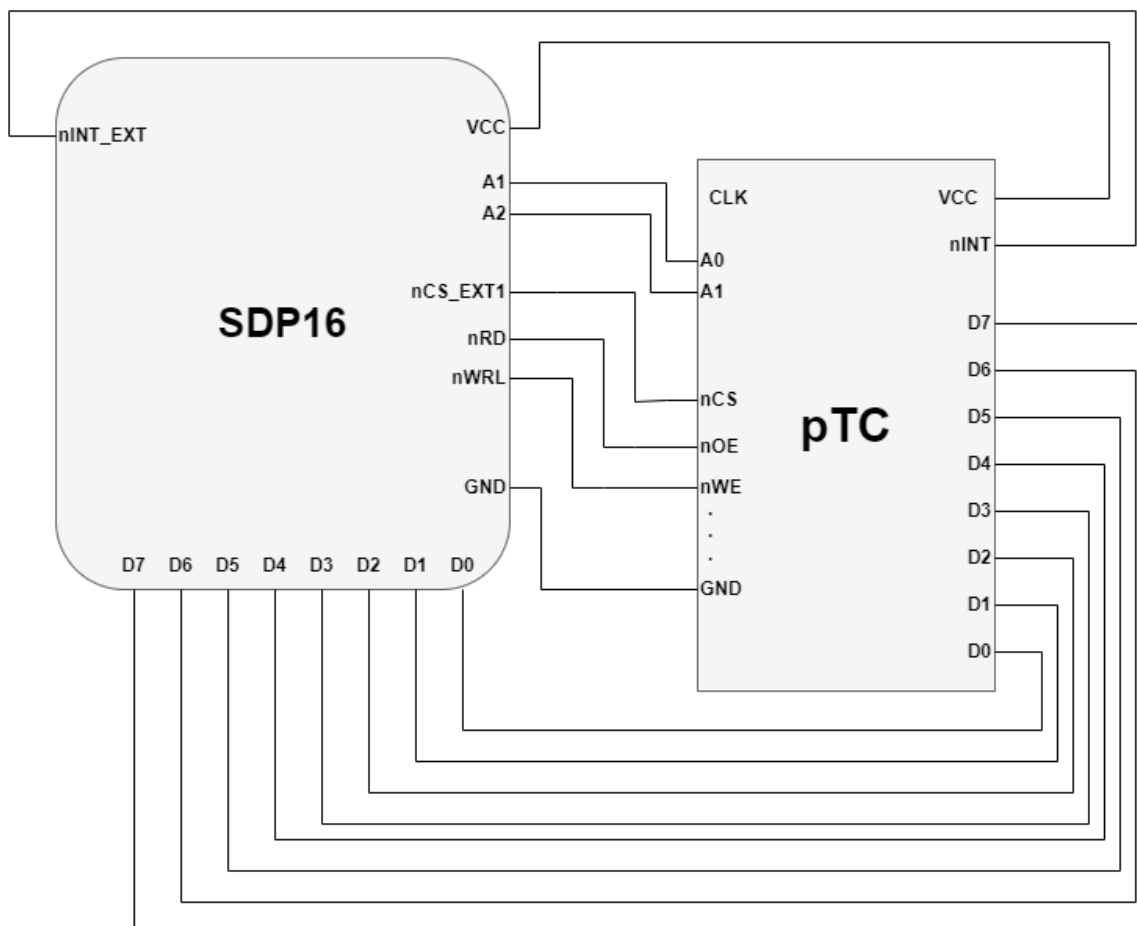 nINT_EXT
VCC
A1
A2
nCS_EXT1
SDP16
nRD
nWRL
GND
D7 D6 D5 D4 D3 D2 D1 D0
CLK
VCC
nINT
A0
A1
D7
D6
nCS
D5
pTC
nOE
D4
nWE
D3
D2
GND
D1
D0